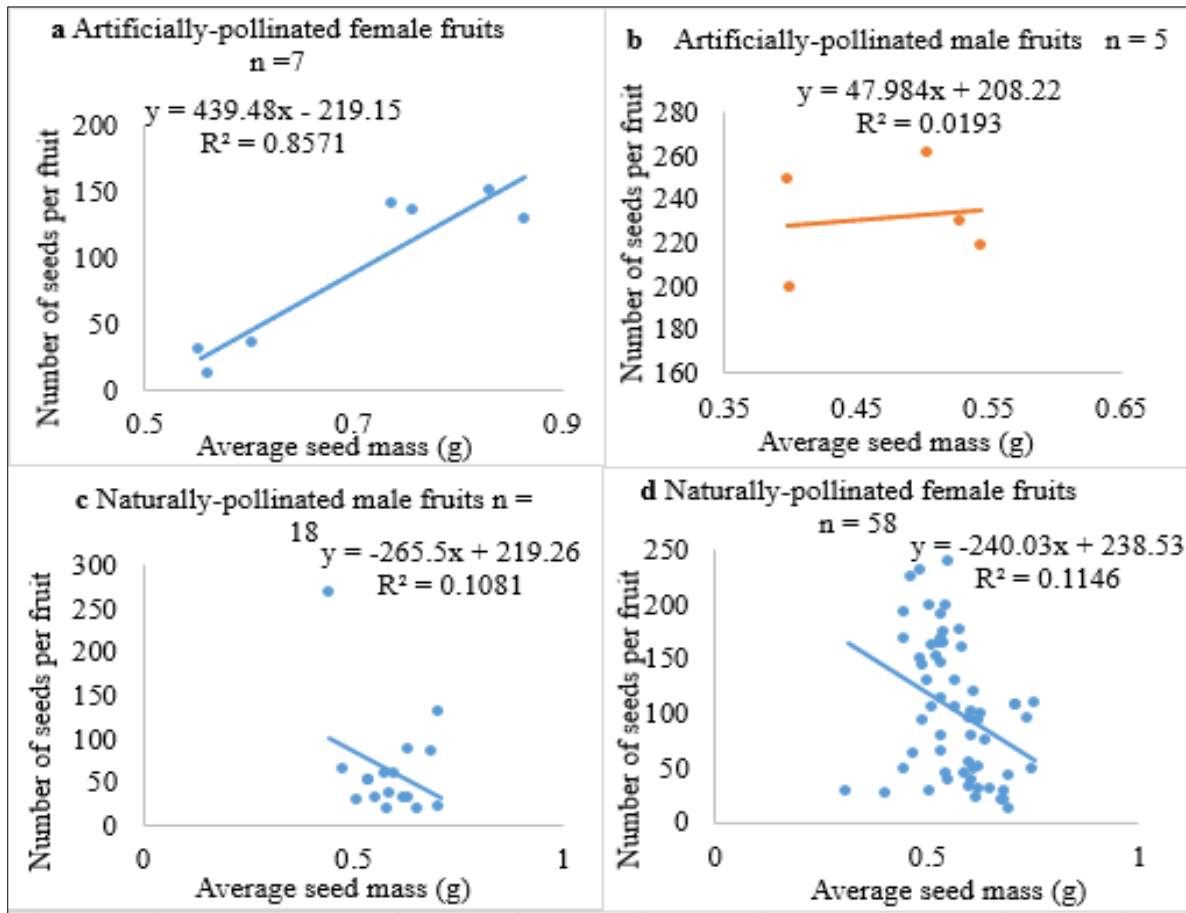 a Artificially-pollinated female fruits
n =7
y = 439.48x - 219.15
R² = 0.8571
Number of seeds per ftuit
200
150
100
50
0
0.5 0.7 0.9
Average seed mass (g)
b Artificially-pollinated male fruits n = 5
y = 47.984x + 208.22
R² = 0.0193
Number of seeds per fruit
280
260
240
220
200
180
160
0.35 0.45 0.55 0.65
Average seed mass (g)
c Naturally-pollinated male fruits n =
18
y = -265.5x + 219.26
R² = 0.1081
Number of seeds per fruit
300
250
200
150
100
50
0
0 0.5 1
Average seed mass (g)
d Naturally-pollinated female fruits
n = 58
y = -240.03x + 238.53
R² = 0.1146
Number of seeds per fruit
250
200
150
100
50
0
0 0.5 1
Average seed mass (g)